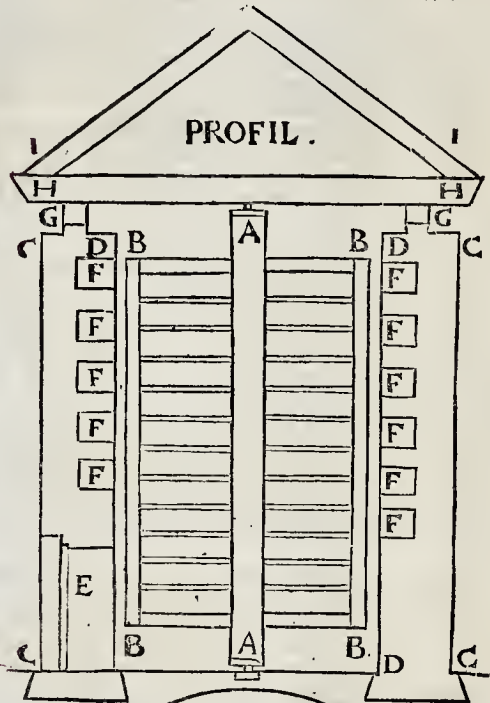 PROFIL.
I I
H H
G G
C D B A B D C
F F
F F
F F
F F
F F
F
E
C B A B D C